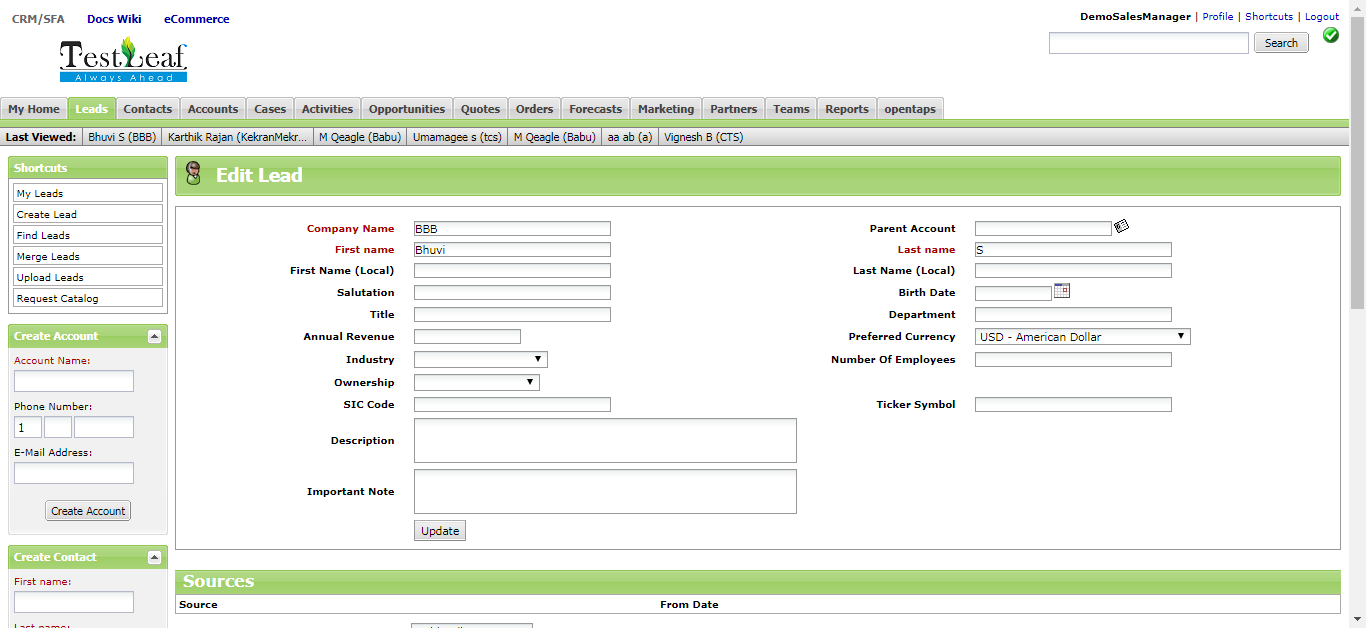 CRM/SFA Docs Wiki eCommerce
DemoSalesManager | Profile | Shortcuts | Logout
Search
TestLeaf
Always Ahead
My Home Leads Contacts Accounts Cases Activities Opportunities Quotes Orders Forecasts Marketing Partners Teams Reports opentaps
Last Viewed: Bhuvi S (BBB) Karthik Rajan (KekranMekr... M Qeagle (Babu) Umamagee s (tcs) M Qeagle (Babu) aa ab (a) Vignesh B (CTS)
Shortcuts
My Leads
Create Lead
Find Leads
Merge Leads
Upload Leads
Request Catalog
Create Account
Account Name:
Phone Number:
1
E-Mail Address:
Create Account
Create Contact
First name:
Last name:
Edit Lead
Company Name BBB Parent Account
First name Bhuvi Last name S
First Name (Local) Last Name (Local)
Salutation Birth Date
Title Department
Annual Revenue Preferred Currency USD - American Dollar
Industry Number Of Employees
Ownership
SIC Code Ticker Symbol
Description
Important Note
Update
Sources
Source From Date